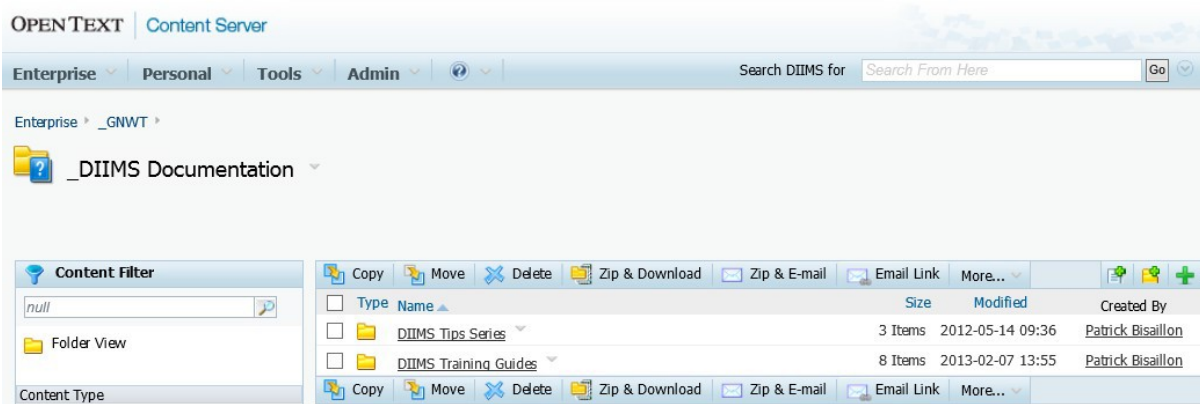 OPENTEXT Content Server
Enterprise Personal Tools Admin ? Search DIIMS for Search From Here Go
Enterprise _GNWT
? _DIIMS Documentation
Content Filter
null
Folder View
Content Type
Copy Move Delete Zip & Download Zip & E-mail Email Link More...
Type Name Size Modified Created By
DIIMS Tips Series 3 Items 2012-05-14 09:36 Patrick Bisaillon
DIIMS Training Guides 8 Items 2013-02-07 13:55 Patrick Bisaillon
Copy Move Delete Zip & Download Zip & E-mail Email Link More...